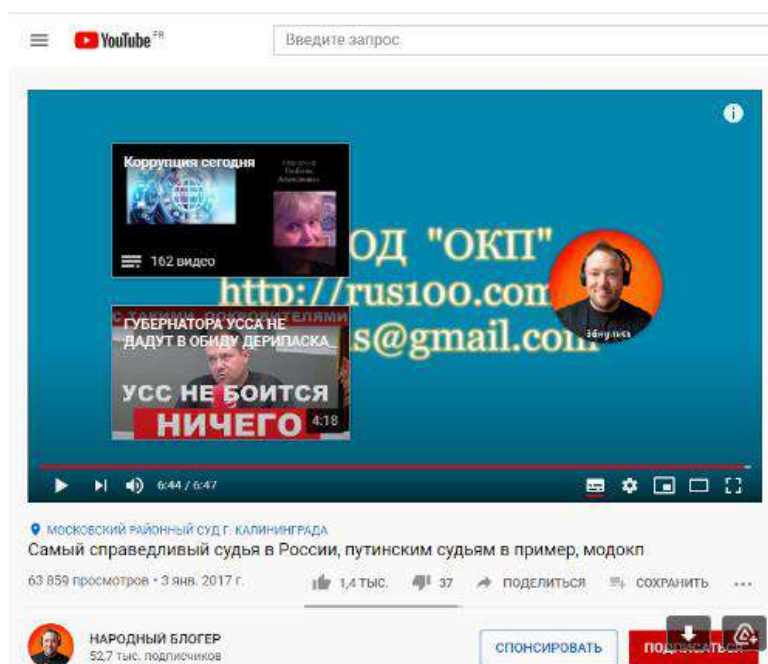 YouTube FR
Введите запрос
Коррупция сегодня
162 видео
ОД "ОКП"
http://rus100.com
s@gmail.com
ГУБЕРНАТОРА УССА НЕ
ДАДУТ В ОБИДУ ДЕРИПАСКА
УСС НЕ БОИТСЯ
НИЧЕГО
4:18
6:44 / 6:47
МОСКОВСКИЙ РАЙОННЫЙ СУД Г. КАЛИНИНГРАДА
Самый справедливый судья в России, путинским судьям в пример, модокп
63 859 просмотров • 3 янв. 2017 г.
1,4 ТЫС.
37
ПОДЕЛИТЬСЯ
СОХРАНИТЬ
НАРОДНЫЙ БЛОГЕР
52,7 тыс. подписчиков
СПОНСИРОВАТЬ
ПОДПИСАТЬСЯ